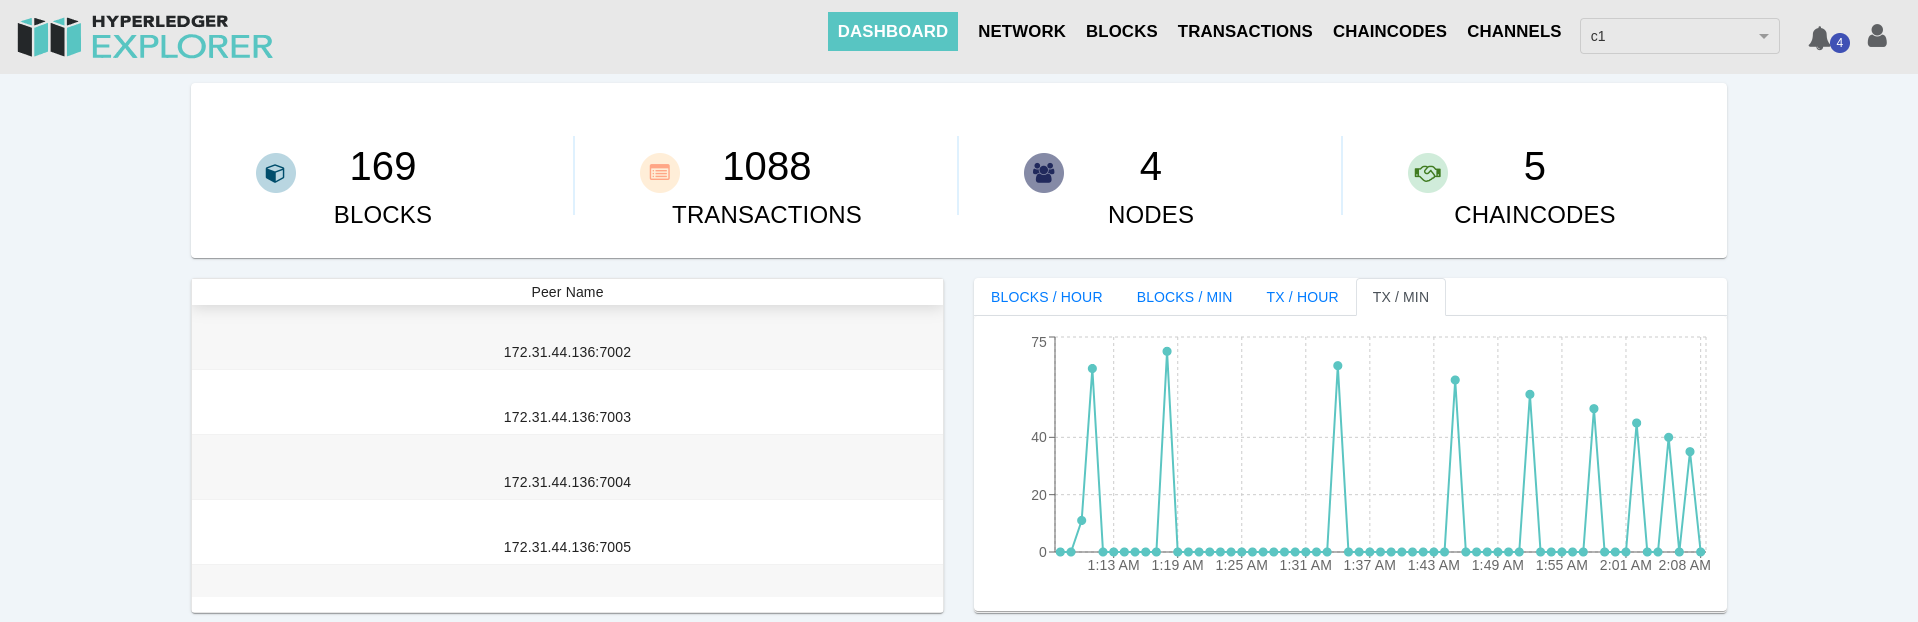 HYPERLEDGER
EXPLORER
DASHBOARD NETWORK BLOCKS TRANSACTIONS CHAINCODES CHANNELS c1 4
169 1088 4 5
BLOCKS TRANSACTIONS NODES CHAINCODES
Peer Name
172.31.44.136:7002
172.31.44.136:7003
172.31.44.136:7004
172.31.44.136:7005
BLOCKS / HOUR BLOCKS / MIN TX / HOUR TX / MIN
75
40
20
0
1:13 AM 1:19 AM 1:25 AM 1:31 AM 1:37 AM 1:43 AM 1:49 AM 1:55 AM 2:01 AM 2:08 AM